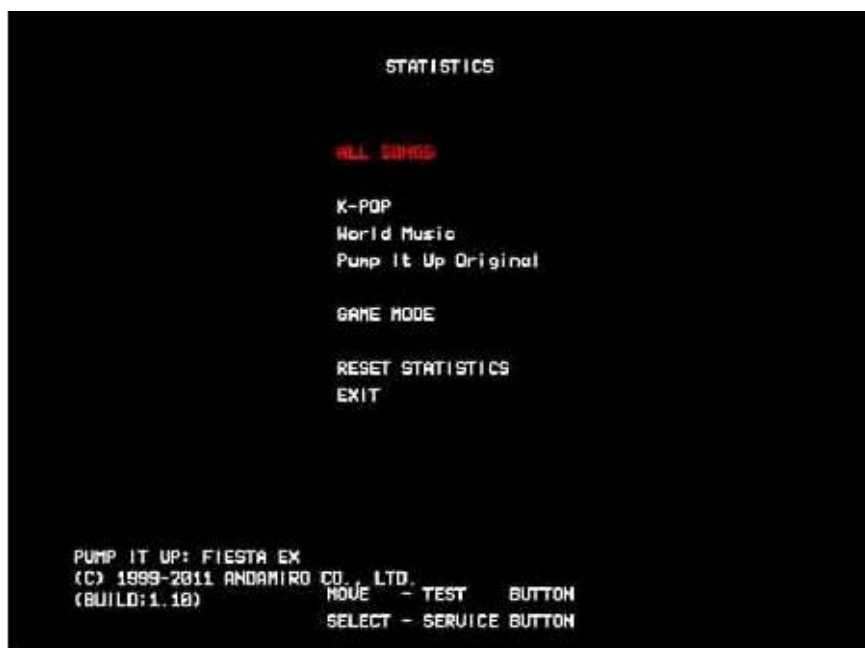 STATISTICS
ALL SONGS
K-POP
World Music
Pump It Up Original
GAME MODE
RESET STATISTICS
EXIT
PUMP IT UP: FIESTA EX
(C) 1999-2011 ANDAMIRO CO., LTD.
(BUILD:1.10)
MOVE - TEST BUTTON
SELECT - SERVICE BUTTON